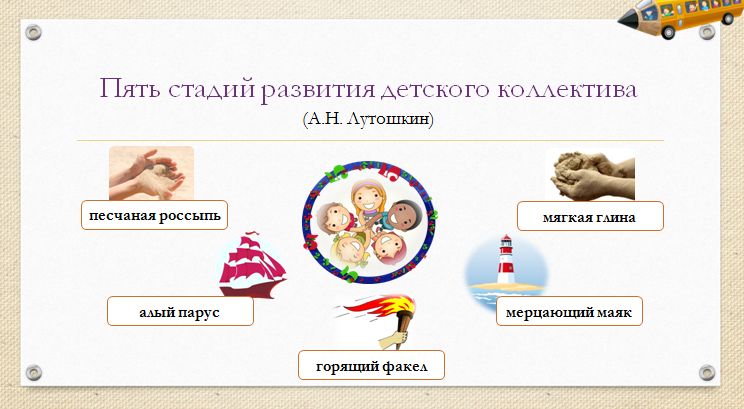 Пять стадий развития детского коллектива
(А.Н. Лутошкин)
песчаная россыпь
мягкая глина
алый парус
мерцающий маяк
горящий факел